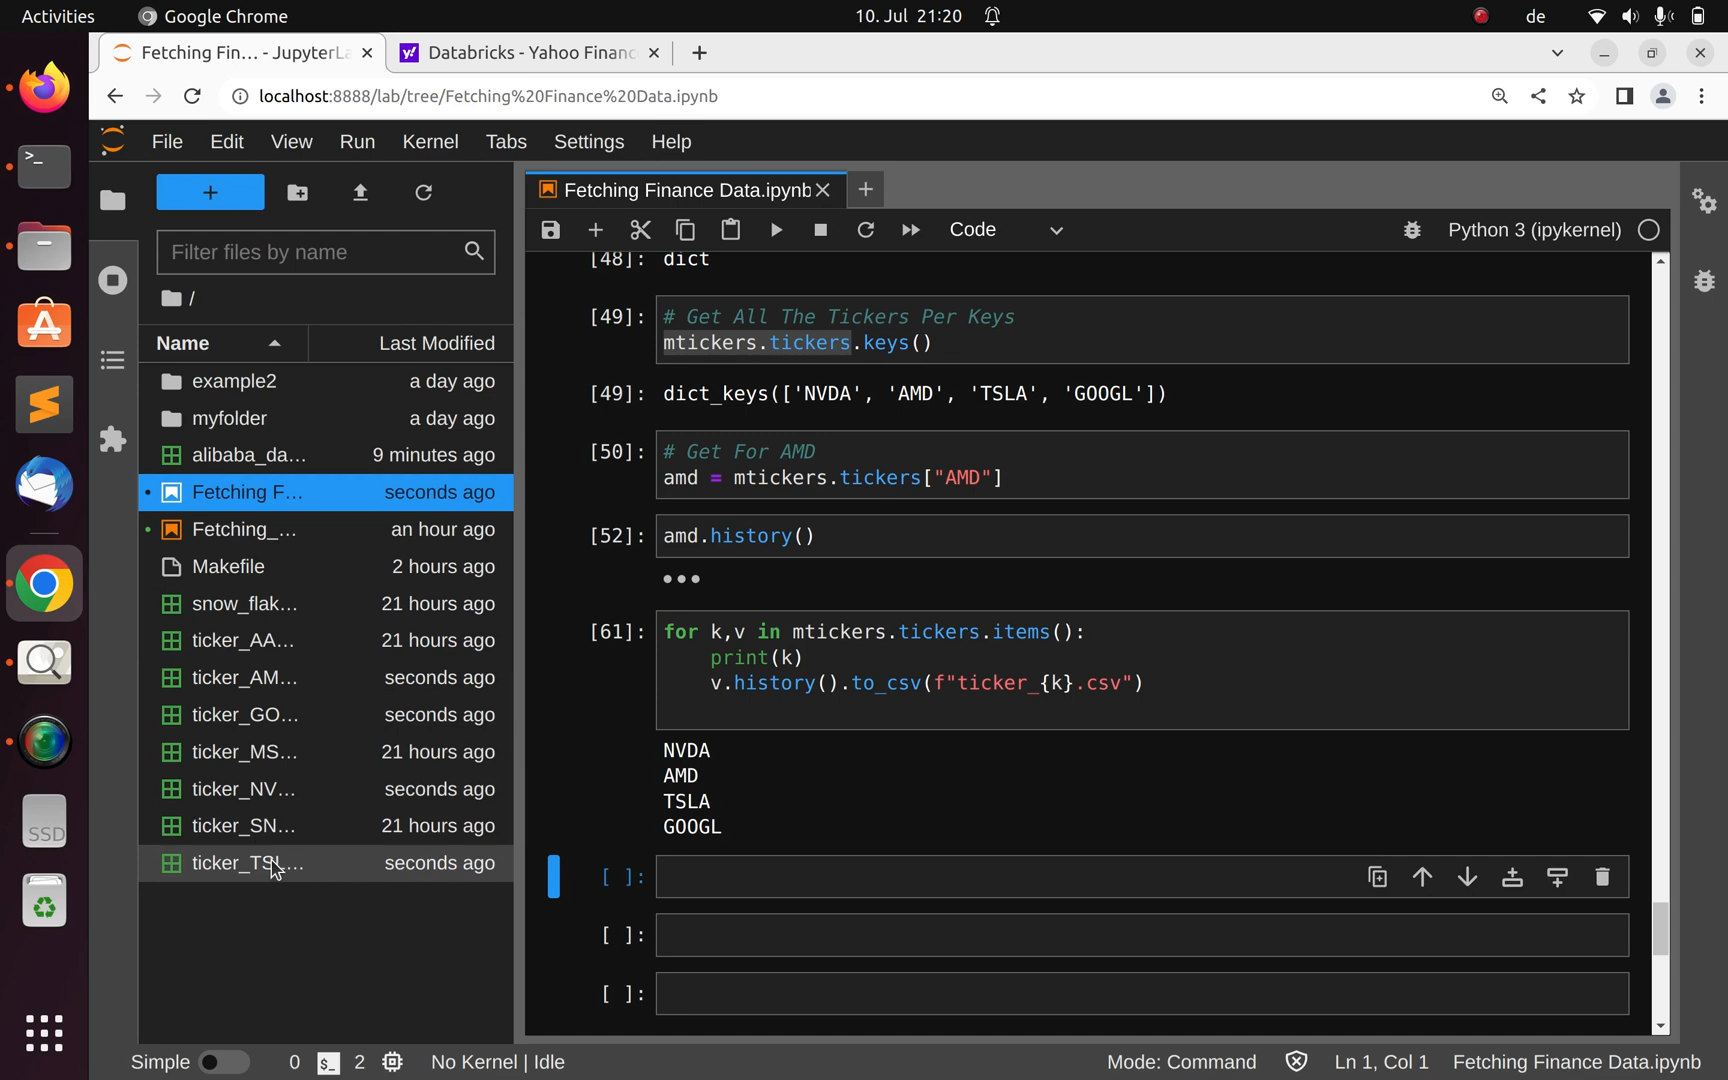 Activities
Google Chrome
10. Jul 21:20
de
Fetching Fin… - JupyterLa
Databricks - Yahoo Financ
localhost:8888/lab/tree/Fetching%20Finance%20Data.ipynb
File
Edit
View
Run
Kernel
Tabs
Settings
Help
Filter files by name
/
Name
Last Modified
example2 a day ago
myfolder a day ago
alibaba_da… 9 minutes ago
Fetching F… seconds ago
Fetching_… an hour ago
Makefile 2 hours ago
snow_flak… 21 hours ago
ticker_AA… 21 hours ago
ticker_AM… seconds ago
ticker_GO… seconds ago
ticker_MS… 21 hours ago
ticker_NV… seconds ago
ticker_SN… 21 hours ago
ticker_TSL… seconds ago
SSD
Fetching Finance Data.ipynb
Code
Python 3 (ipykernel)
[48]: dict
[49]: # Get All The Tickers Per Keys
mtickers.tickers.keys()
[49]: dict_keys(['NVDA', 'AMD', 'TSLA', 'GOOGL'])
[50]: # Get For AMD
amd = mtickers.tickers["AMD"]
[52]: amd.history()
[61]: for k,v in mtickers.tickers.items():
print(k)
v.history().to_csv(f"ticker_{k}.csv")
NVDA
AMD
TSLA
GOOGL
[ ]:
[ ]:
[ ]:
Simple
0
2
No Kernel | Idle
Mode: Command
Ln 1, Col 1
Fetching Finance Data.ipynb